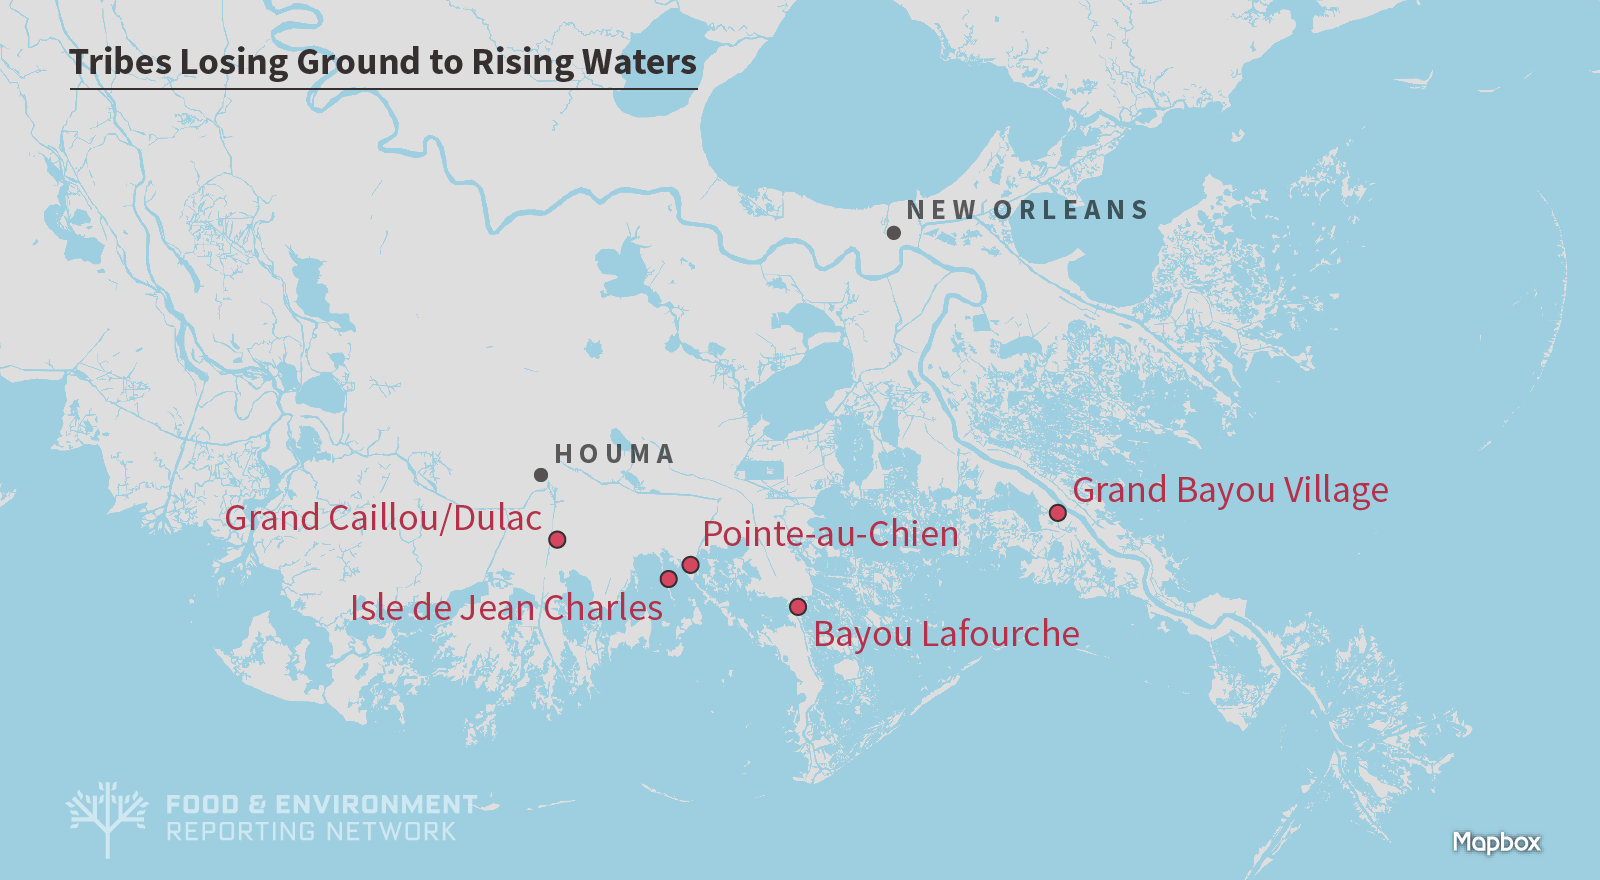 Tribes Losing Ground to Rising Waters
NEW ORLEANS
HOUMA
Grand Bayou Village
Grand Caillou/Dulac
Pointe-au-Chien
Isle de Jean Charles
Bayou Lafourche
FOOD & ENVIRONMENT
REPORTING NETWORK
Mapbox